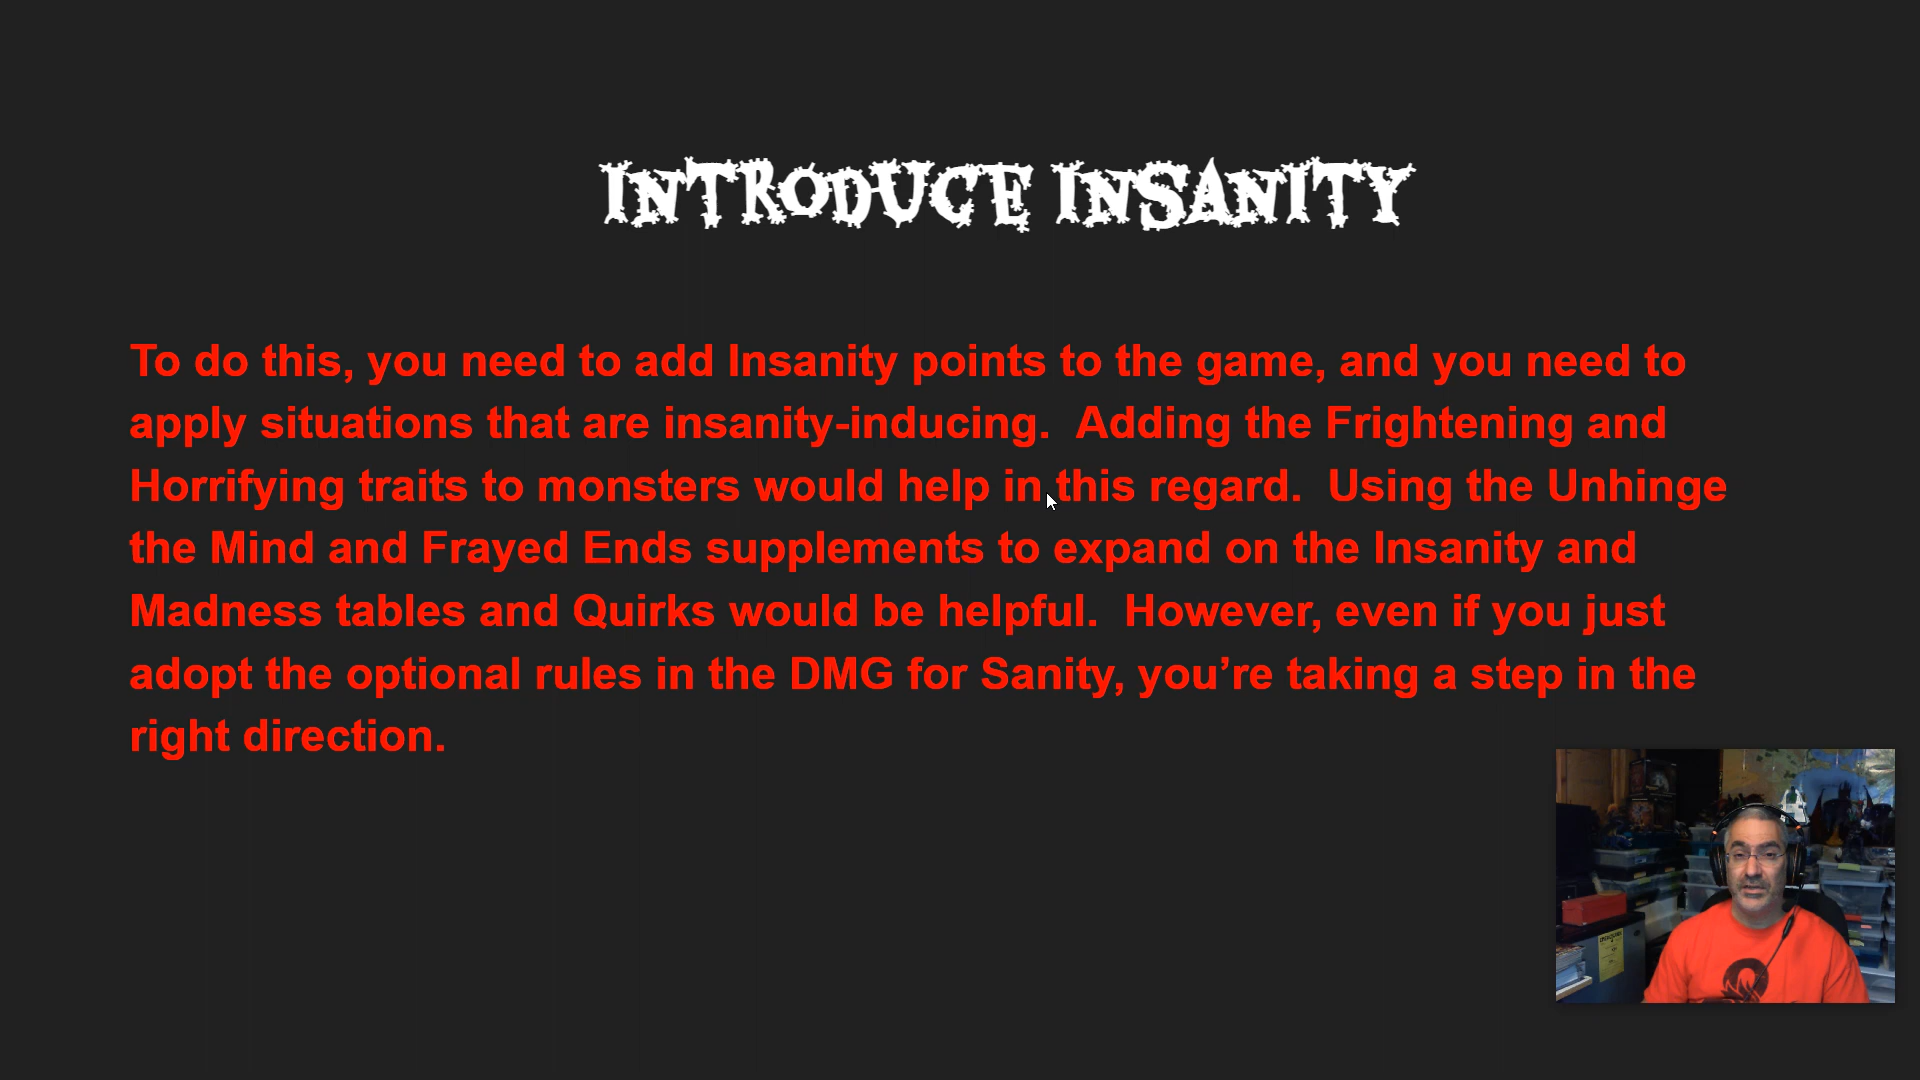 INTRODUCE INSANITY
To do this, you need to add Insanity points to the game, and you need to
apply situations that are insanity-inducing.  Adding the Frightening and
Horrifying traits to monsters would help in this regard.  Using the Unhinge
the Mind and Frayed Ends supplements to expand on the Insanity and
Madness tables and Quirks would be helpful.  However, even if you just
adopt the optional rules in the DMG for Sanity, you’re taking a step in the
right direction.